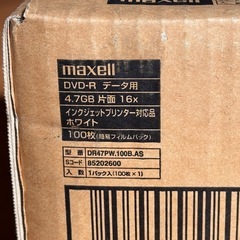 maxell
DVD-R データ用
4.7GB 片面 16x
インクジェットプリンター対応品
ホワイト
100枚(簡易フィルムパック)
型番 DR47PW.100B.AS
Sコード 85202600
入数 1パック入(100枚×1)